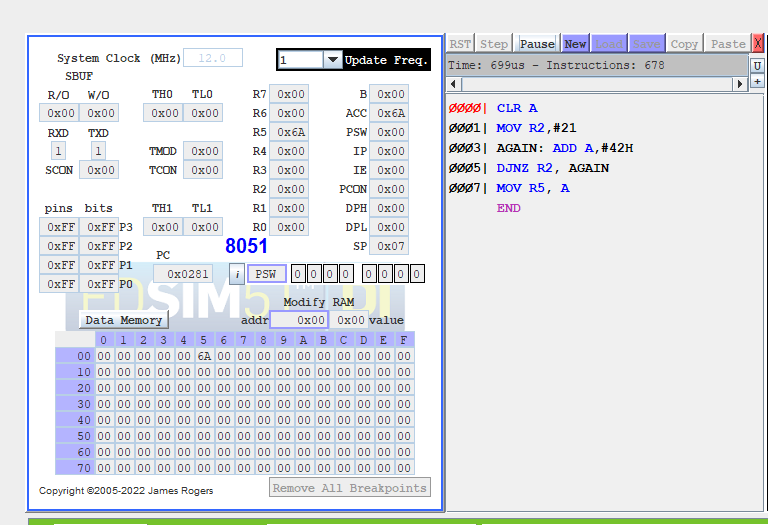 RST Step Pause New Load Save Copy Paste X
Time: 699us - Instructions: 678
U
+
System Clock (MHz) 12.0
1 Update Freq.
SBUF
R/O W/O TH0 TL0 R7 0x00 B 0x00
0x00 0x00 0x00 0x00 R6 0x00 ACC 0x6A
RXD TXD R5 0x6A PSW 0x00
1 1 TMOD 0x00 R4 0x00 IP 0x00
SCON 0x00 TCON 0x00 R3 0x00 IE 0x00
R2 0x00 PCON 0x00
pins bits TH1 TL1 R1 0x00 DPH 0x00
0xFF 0xFF P3 0x00 0x00 R0 0x00 DPL 0x00
0xFF 0xFF P2 8051 SP 0x07
0xFF 0xFF P1 PC
0xFF 0xFF P0 0x0281 i PSW 0 0 0 0 0 0 0 0
Modify RAM
Data Memory addr 0x00 0x00 value
0 1 2 3 4 5 6 7 8 9 A B C D E F
00 00 00 00 00 00 6A 00 00 00 00 00 00 00 00 00 00
10 00 00 00 00 00 00 00 00 00 00 00 00 00 00 00 00
20 00 00 00 00 00 00 00 00 00 00 00 00 00 00 00 00
30 00 00 00 00 00 00 00 00 00 00 00 00 00 00 00 00
40 00 00 00 00 00 00 00 00 00 00 00 00 00 00 00 00
50 00 00 00 00 00 00 00 00 00 00 00 00 00 00 00 00
60 00 00 00 00 00 00 00 00 00 00 00 00 00 00 00 00
70 00 00 00 00 00 00 00 00 00 00 00 00 00 00 00 00
Copyright ©2005-2022 James Rogers Remove All Breakpoints
0000| CLR A
0001| MOV R2,#21
0003| AGAIN: ADD A,#42H
0005| DJNZ R2, AGAIN
0007| MOV R5, A
END